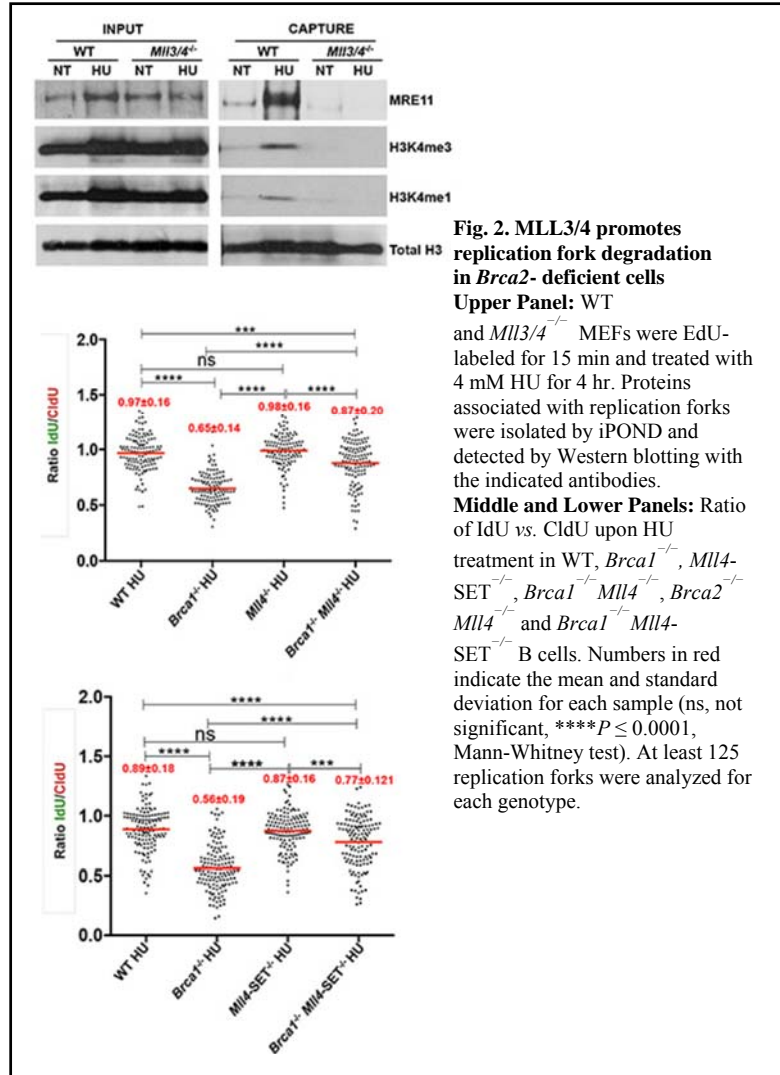 INPUT CAPTURE
WT Mll3/4-/- WT Mll3/4-/-
NT HU NT HU NT HU NT HU
MRE11
H3K4me3
H3K4me1
Total H3
Fig. 2. MLL3/4 promotes
replication fork degradation
in Brca2- deficient cells
Upper Panel: WT
and Mll3/4−/− MEFs were EdU-
labeled for 15 min and treated with
4 mM HU for 4 hr. Proteins
associated with replication forks
were isolated by iPOND and
detected by Western blotting with
the indicated antibodies.
Middle and Lower Panels: Ratio
of IdU vs. CldU upon HU
treatment in WT, Brca1−/−, Mll4-
SET−/−, Brca1−/−Mll4−/−, Brca2−/−
Mll4−/− and Brca1−/−Mll4-
SET−/− B cells. Numbers in red
indicate the mean and standard
deviation for each sample (ns, not
significant, ****P ≤ 0.0001,
Mann-Whitney test). At least 125
replication forks were analyzed for
each genotype.
Ratio IdU/CldU
2.0
1.5
1.0
0.5
0.0
***
****
ns
**** **** ****
0.97±0.16 0.65±0.14 0.98±0.16 0.87±0.20
WT HU
Brca1-/- HU
Mll4-/- HU
Brca1-/- Mll4-/- HU
Ratio IdU/CldU
2.0
1.5
1.0
0.5
0.0
****
****
ns
**** **** ***
0.89±0.18 0.56±0.19 0.87±0.16 0.77±0.121
WT HU
Brca1-/- HU
Mll4-SET-/- HU
Brca1-/- Mll4-SET-/- HU